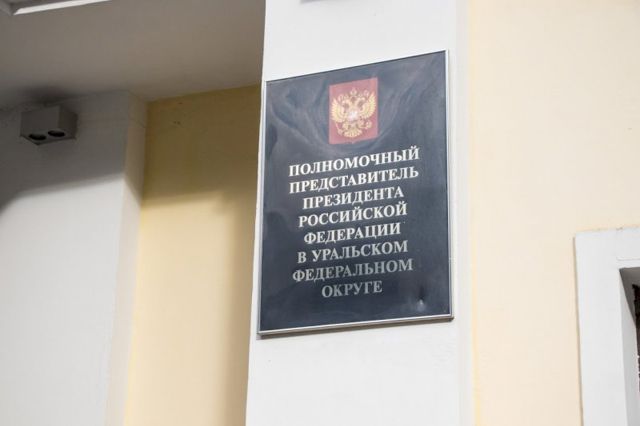 ПОЛНОМОЧНЫЙ
ПРЕДСТАВИТЕЛЬ
ПРЕЗИДЕНТА
РОССИЙСКОЙ
ФЕДЕРАЦИИ
В УРАЛЬСКОМ
ФЕДЕРАЛЬНОМ
ОКРУГЕ